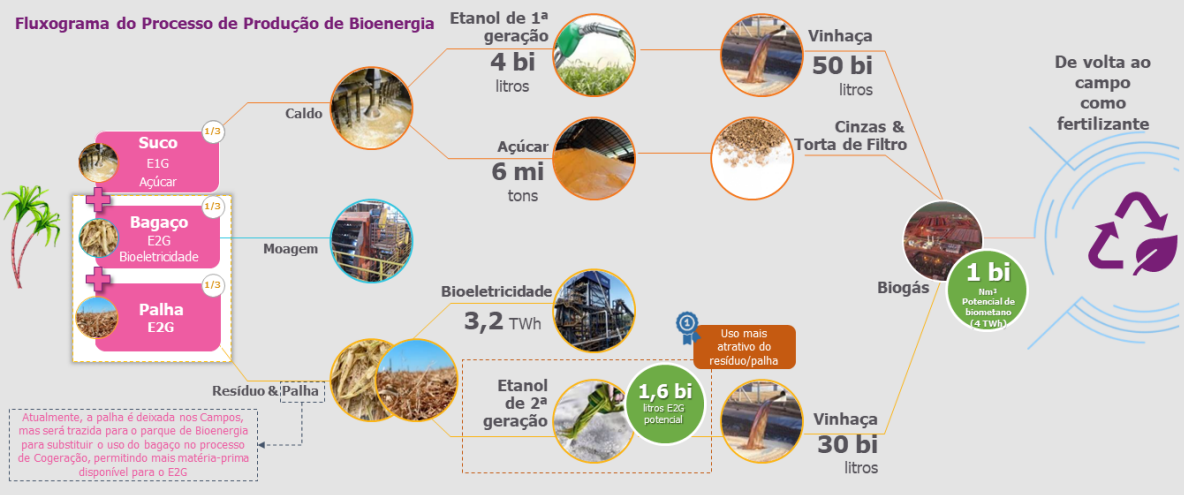 Fluxograma do Processo de Produção de Bioenergia
Etanol de 1ª
geração
4 bi
litros
Vinhaça
50 bi
litros
De volta ao
campo
como
fertilizante
Caldo
1/3
Suco
E1G
Açúcar
Açúcar
6 mi
tons
Cinzas &
Torta de Filtro
1/3
Bagaço
E2G
Bioeletricidade
Moagem
1/3
Palha
E2G
Bioeletricidade
3,2 TWh
Biogás
1 bi
Nm³
Potencial de
biometano
(4 TWh)
1
Uso mais
atrativo do
resíduo/palha
Resíduo & Palha
Etanol
de 2ª
geração
1,6 bi
litros E2G
potencial
Vinhaça
30 bi
litros
Atualmente, a palha é deixada nos Campos,
mas será trazida para o parque de Bioenergia
para substituir o uso do bagaço no processo
de Cogeração, permitindo mais matéria-prima
disponível para o E2G